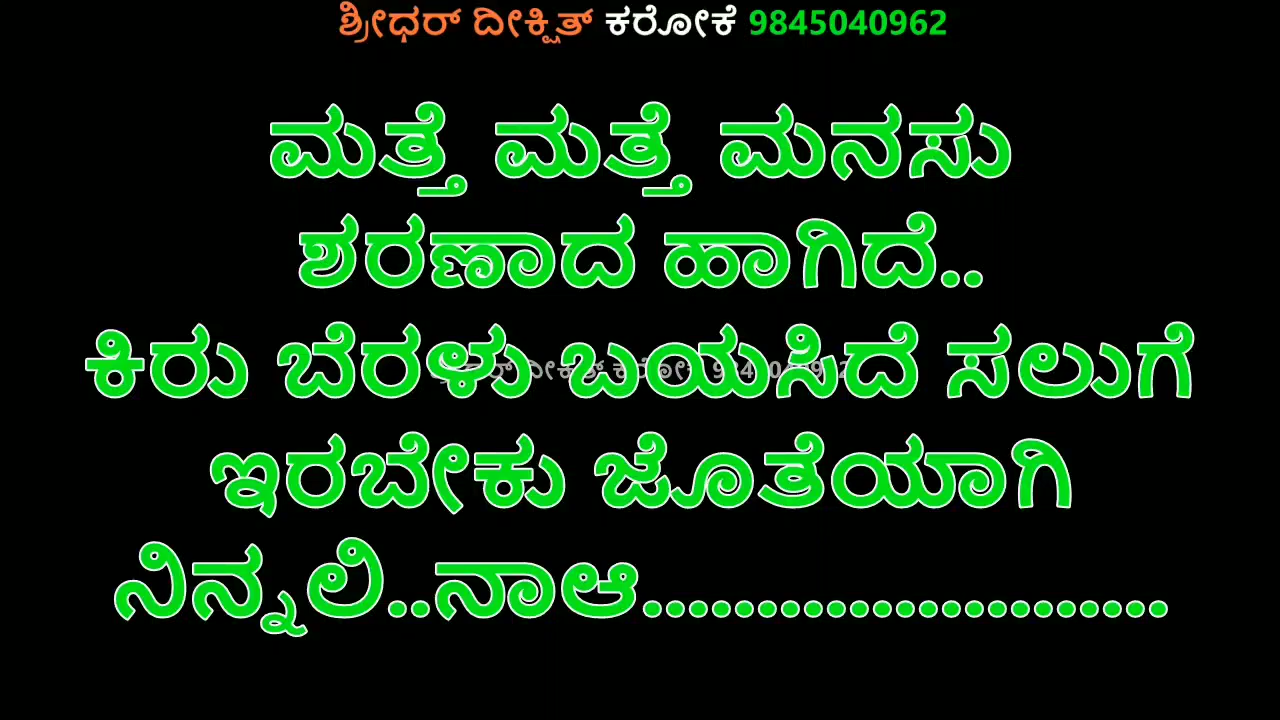 ಶ್ರೀಧರ್ ದೀಕ್ಷಿತ್ ಕರೋಕೆ 9845040962
ಮತ್ತೆ ಮತ್ತೆ ಮನಸು
ಶರಣಾದ ಹಾಗಿದೆ..
ಕಿರು ಬೆರಳು ಬಯಸಿದೆ ಸಲುಗೆ
ಇರಬೇಕು ಜೊತೆಯಾಗಿ
ನಿನ್ನಲಿ..ನಾಆ.......................